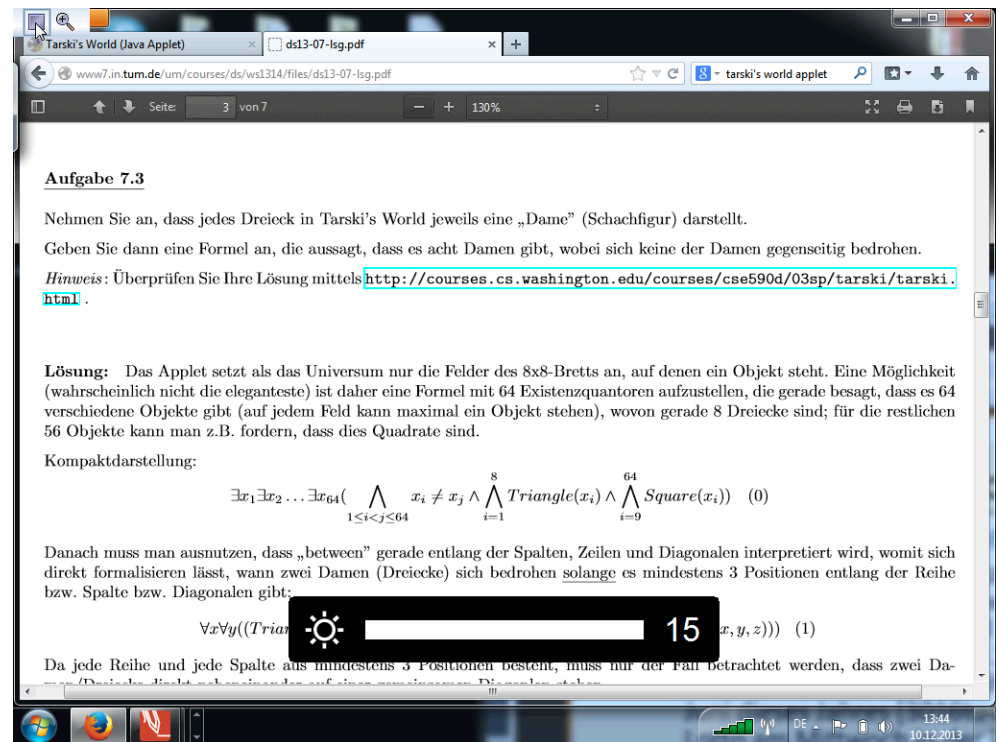 Tarski's World (Java Applet)
ds13-07-lsg.pdf
www7.in.tum.de/um/courses/ds/ws1314/files/ds13-07-lsg.pdf
tarski's world applet
Seite: 3 von 7
130%
Aufgabe 7.3
Nehmen Sie an, dass jedes Dreieck in Tarski's World jeweils eine „Dame” (Schachfigur) darstellt.
Geben Sie dann eine Formel an, die aussagt, dass es acht Damen gibt, wobei sich keine der Damen gegenseitig bedrohen.
Hinweis: Überprüfen Sie Ihre Lösung mittels http://courses.cs.washington.edu/courses/cse590d/03sp/tarski/tarski.
html .
Lösung: Das Applet setzt als das Universum nur die Felder des 8x8-Bretts an, auf denen ein Objekt steht. Eine Möglichkeit
(wahrscheinlich nicht die eleganteste) ist daher eine Formel mit 64 Existenzquantoren aufzustellen, die gerade besagt, dass es 64
verschiedene Objekte gibt (auf jedem Feld kann maximal ein Objekt stehen), wovon gerade 8 Dreiecke sind; für die restlichen
56 Objekte kann man z.B. fordern, dass dies Quadrate sind.
Kompaktdarstellung:
∃x₁∃x₂ … ∃x₆₄( ⋀ 1≤i<j≤64 xᵢ ≠ xⱼ ∧ ⋀ i=1 8 Triangle(xᵢ) ∧ ⋀ i=9 64 Square(xᵢ)) (0)
Danach muss man ausnutzen, dass „between” gerade entlang der Spalten, Zeilen und Diagonalen interpretiert wird, womit sich
direkt formalisieren lässt, wann zwei Damen (Dreiecke) sich bedrohen solange es mindestens 3 Positionen entlang der Reihe
bzw. Spalte bzw. Diagonalen gibt:
∀x∀y((Trian x, y, z))) (1)
15
Da jede Reihe und jede Spalte aus mindestens 3 Positionen besteht, muss nur der Fall betrachtet werden, dass zwei Da-
DE
13:44
10.12.2013